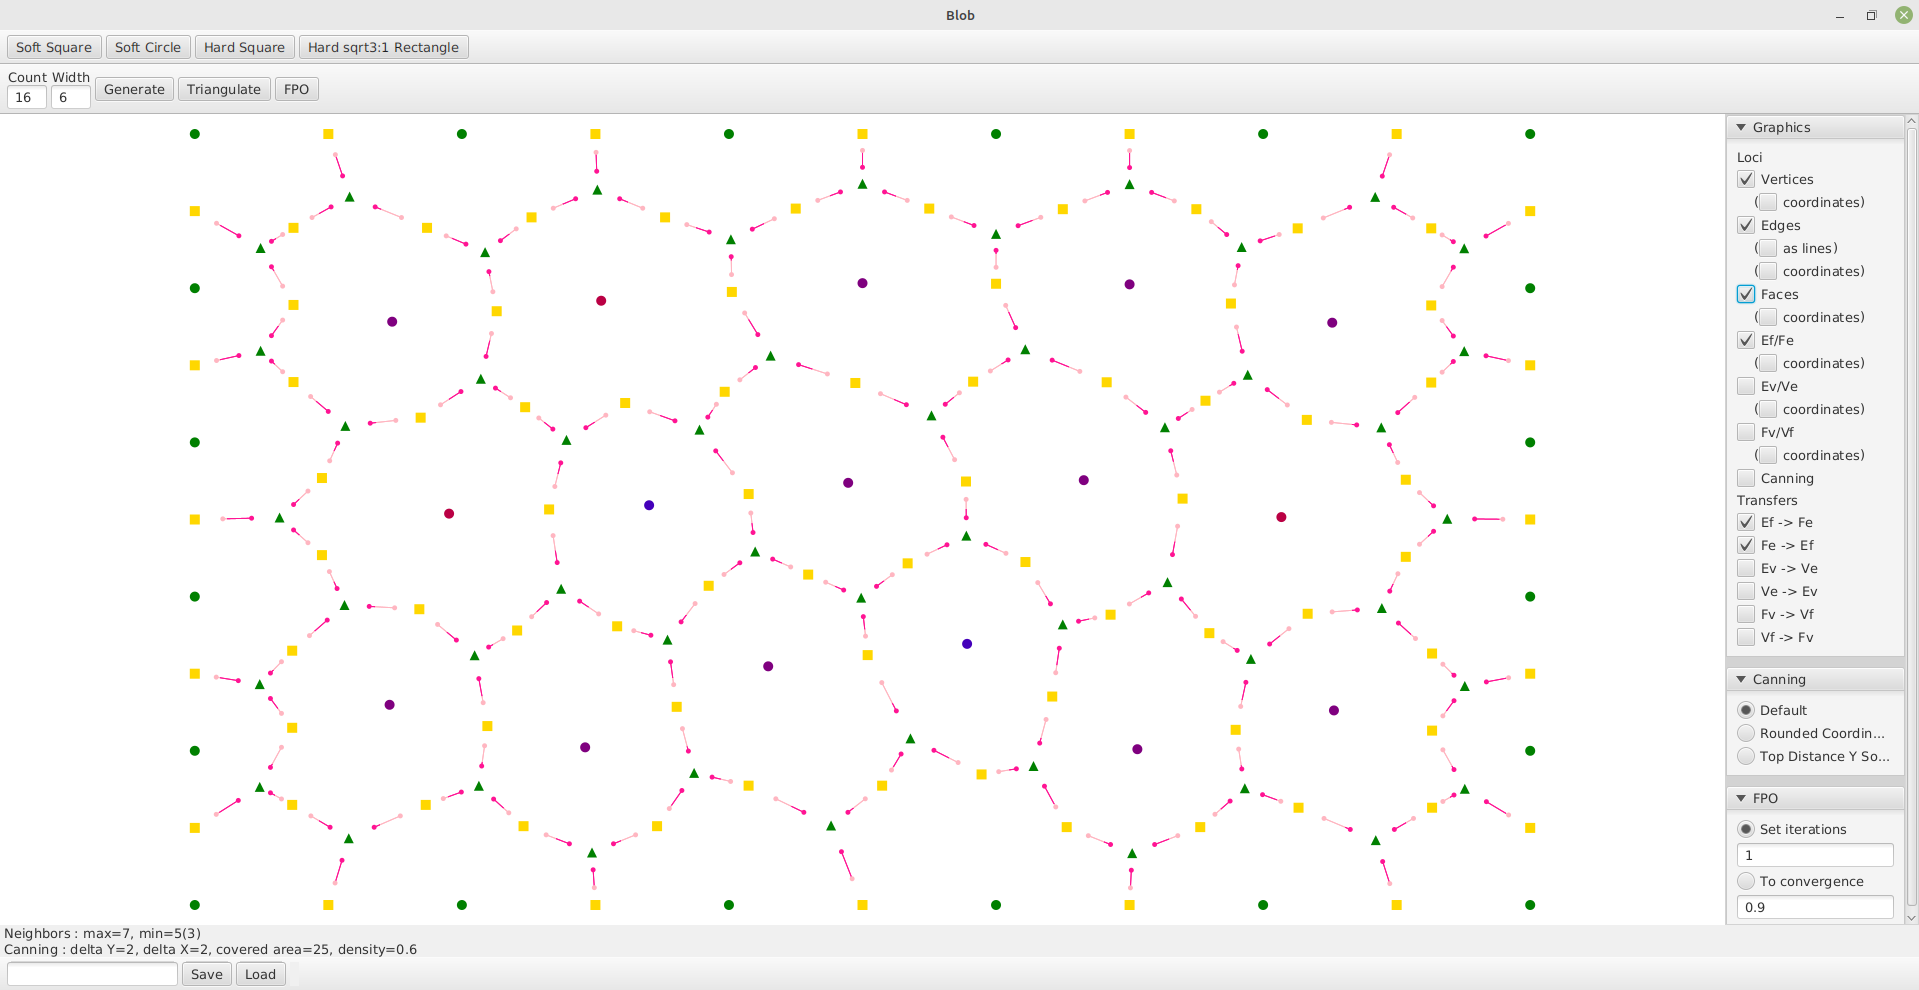 Blob
Soft Square Soft Circle Hard Square Hard sqrt3:1 Rectangle
Count Width
16 6 Generate Triangulate FPO
Graphics
Loci
Vertices
( coordinates)
Edges
( as lines)
( coordinates)
Faces
( coordinates)
Ef/Fe
( coordinates)
Ev/Ve
( coordinates)
Fv/Vf
( coordinates)
Canning
Transfers
Ef -> Fe
Fe -> Ef
Ev -> Ve
Ve -> Ev
Fv -> Vf
Vf -> Fv
Canning
Default
Rounded Coordin...
Top Distance Y So...
FPO
Set iterations
1
To convergence
0.9
Neighbors : max=7, min=5(3)
Canning : delta Y=2, delta X=2, covered area=25, density=0.6
Save Load